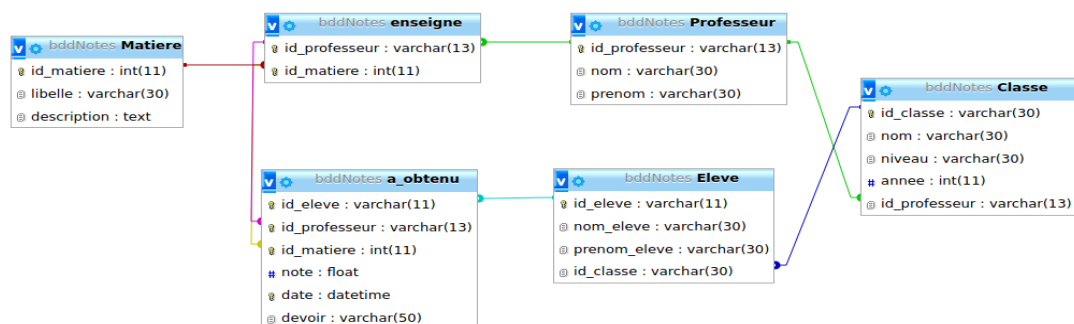 bddNotes Matiere
id_matiere : int(11)
libelle : varchar(30)
description : text
bddNotes enseigne
id_professeur : varchar(13)
id_matiere : int(11)
bddNotes Professeur
id_professeur : varchar(13)
nom : varchar(30)
prenom : varchar(30)
bddNotes Classe
id_classe : varchar(30)
nom : varchar(30)
niveau : varchar(30)
# annee : int(11)
id_professeur : varchar(13)
bddNotes a_obtenu
id_eleve : varchar(11)
id_professeur : varchar(13)
id_matiere : int(11)
# note : float
date : datetime
devoir : varchar(50)
bddNotes Eleve
id_eleve : varchar(11)
nom_eleve : varchar(30)
prenom_eleve : varchar(30)
id_classe : varchar(30)